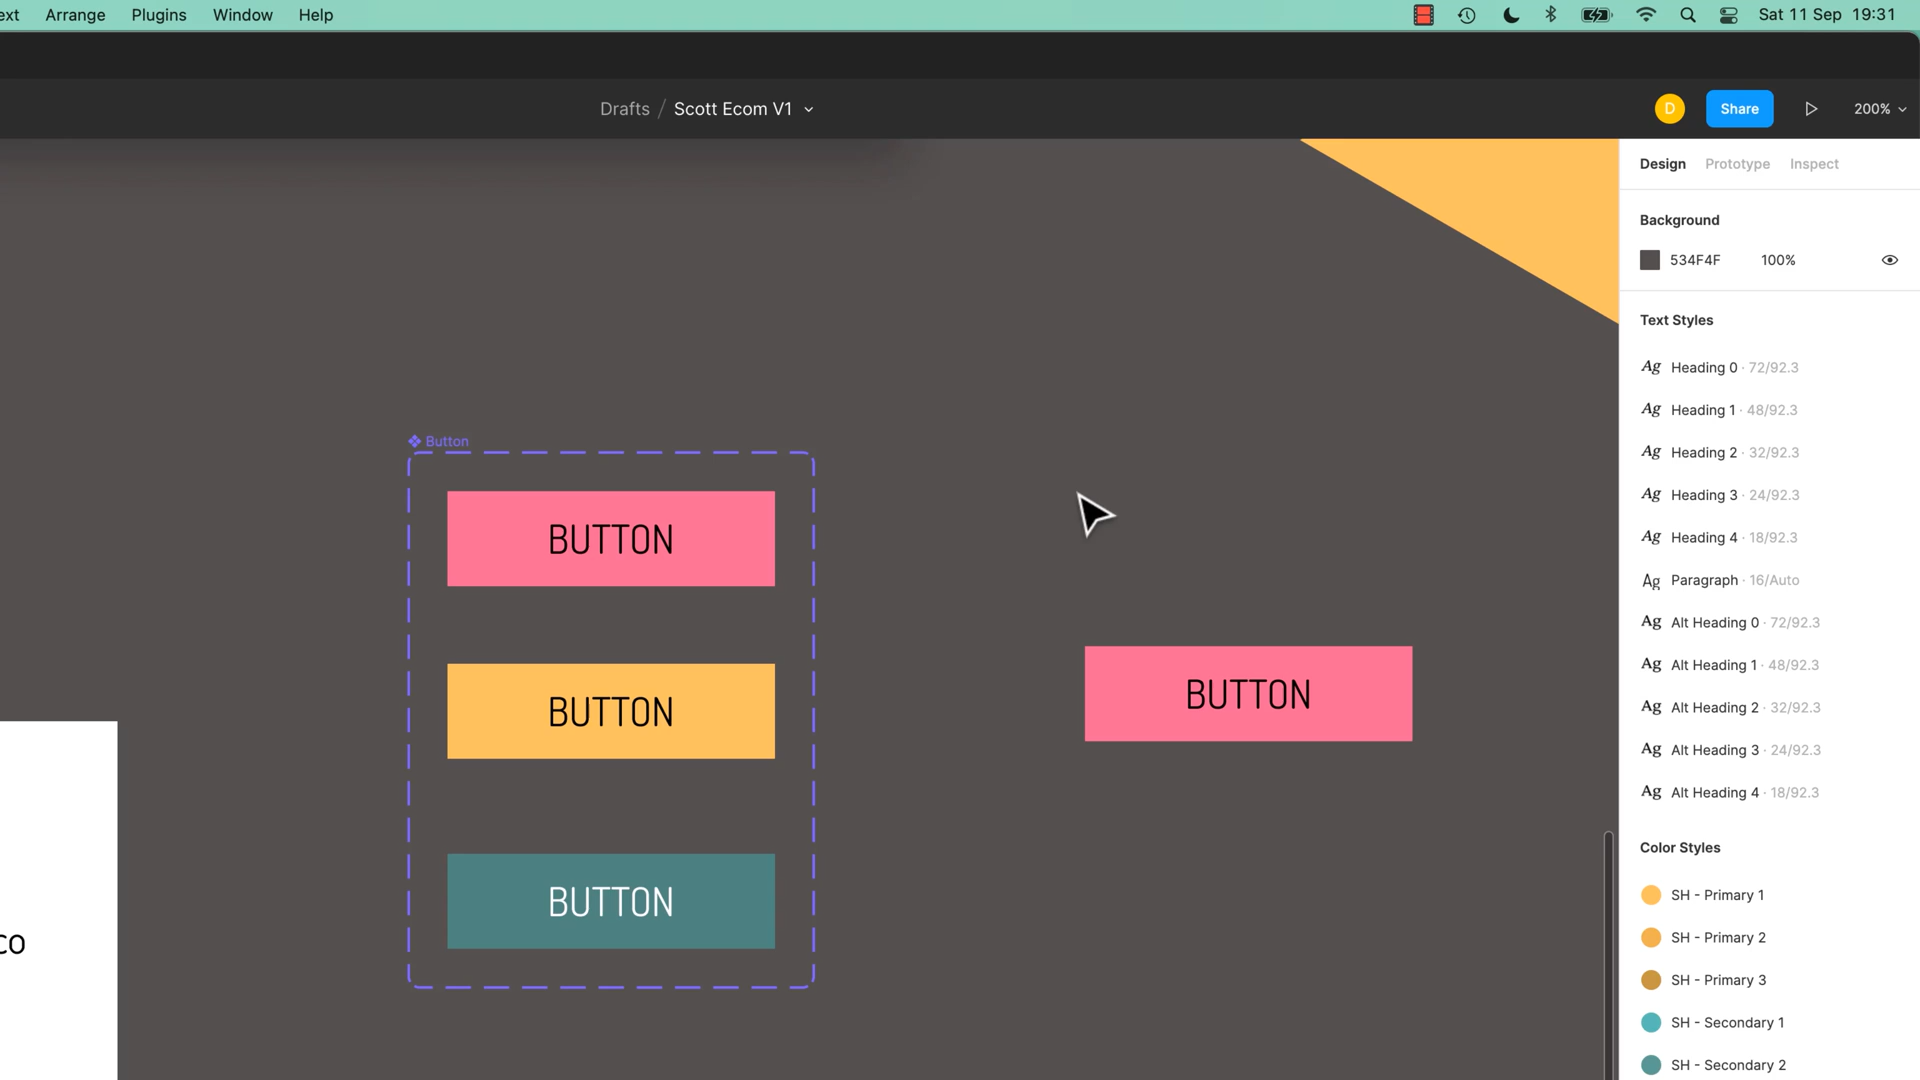 ext Arrange Plugins Window Help Sat 11 Sep 19:31
Drafts / Scott Ecom V1 D Share 200%
Design Prototype Inspect
Background
534F4F 100%
Text Styles
Ag Heading 0 · 72/92.3
Ag Heading 1 · 48/92.3
Ag Heading 2 · 32/92.3
Ag Heading 3 · 24/92.3
Ag Heading 4 · 18/92.3
Ag Paragraph · 16/Auto
Ag Alt Heading 0 · 72/92.3
Ag Alt Heading 1 · 48/92.3
Ag Alt Heading 2 · 32/92.3
Ag Alt Heading 3 · 24/92.3
Ag Alt Heading 4 · 18/92.3
Color Styles
SH - Primary 1
SH - Primary 2
SH - Primary 3
SH - Secondary 1
SH - Secondary 2
Button
BUTTON
BUTTON
BUTTON
BUTTON
co